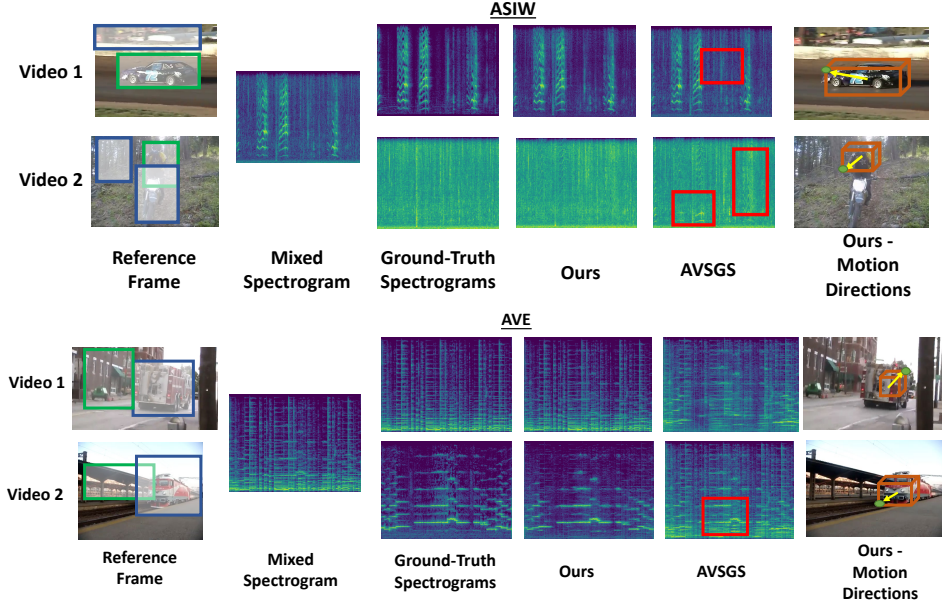 ASIW
Video 1
Video 2
Reference
Frame
Mixed
Spectrogram
Ground-Truth
Spectrograms
Ours
AVSGS
Ours -
Motion
Directions
AVE
Video 1
Video 2
Reference
Frame
Mixed
Spectrogram
Ground-Truth
Spectrograms
Ours
AVSGS
Ours -
Motion
Directions